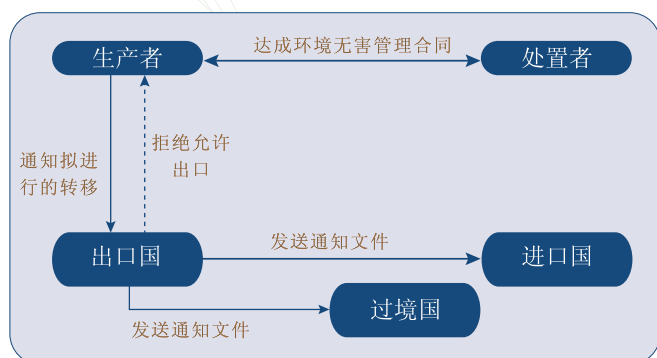 生产者
达成环境无害管理合同
处置者
通知拟进
行的转移
拒绝允许
出口
出口国
发送通知文件
进口国
发送通知文件
过境国